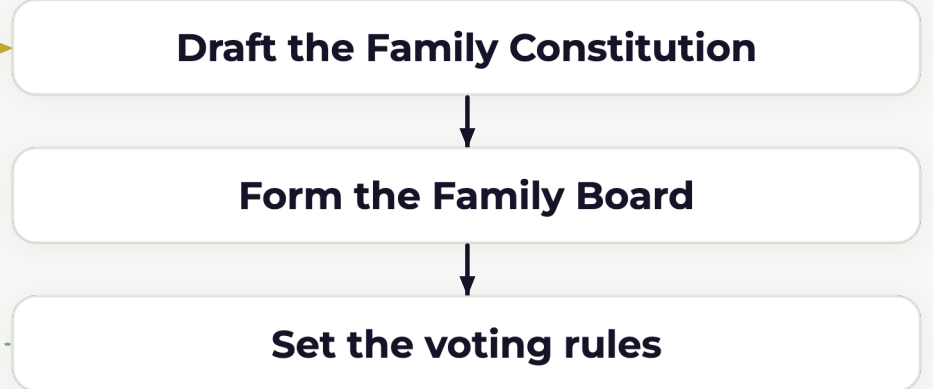 Draft the Family Constitution
Form the Family Board
Set the voting rules